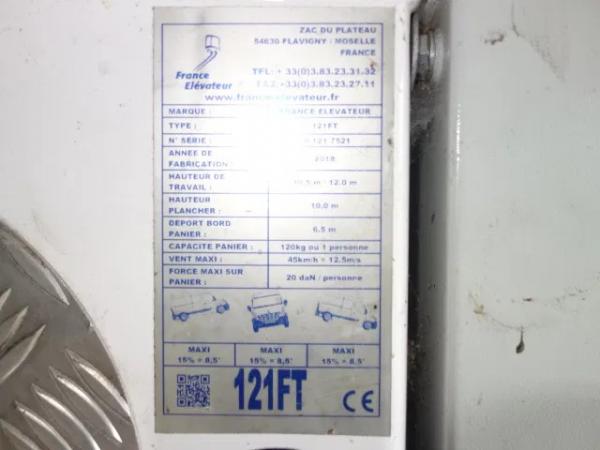 ZAC DU PLATEAU
54630 FLAVIGNY / MOSELLE
FRANCE
France
Elévateur
TEL: + 33(0)3.83.23.31.32
+33(0)3.83.23.27.11
www.france-elevateur.fr
MARQUE : FRANCE ELEVATEUR
TYPE : 121FT
N° SERIE : 121 7521
ANNEE DE
FABRICATION : 2018
HAUTEUR DE
TRAVAIL : 12.0 m
HAUTEUR
PLANCHER : 10.0 m
DEPORT BORD
PANIER : 6.5 m
CAPACITE PANIER : 120kg ou 1 personne
VENT MAXI : 45km/h = 12.5m/s
FORCE MAXI SUR
PANIER : 20 daN / personne
MAXI MAXI MAXI
15% = 8,5° 15% = 8,5° 15% = 8,5°
121FT CE